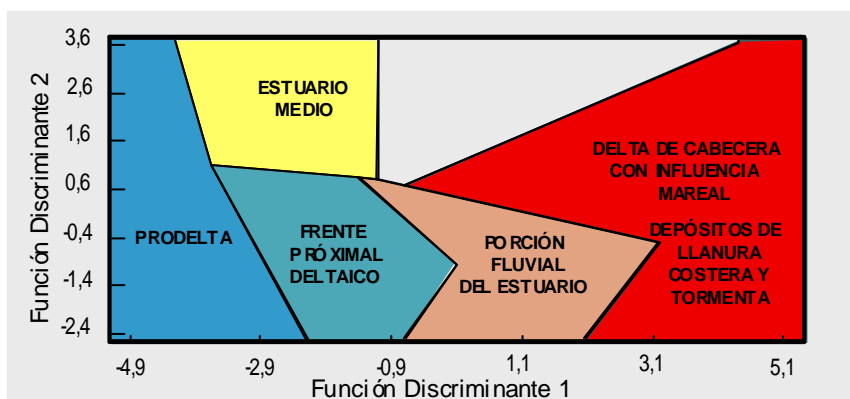 3,6
2,6
1,6
0,6
-0,4
-1,4
-2,4
Función Discriminante 2
ESTUARIO
MEDIO
DELTA DE CABECERA
CON INFLUENCIA
MAREAL
PRODELTA
FRENTE
PRÓXIMAL
DELTAICO
PORCIÓN
FLUVIAL
DEL ESTUARIO
DEPÓSITOS DE
LLANURA
COSTERA Y
TORMENTA
-4,9
-2,9
-0,9
1,1
3,1
5,1
Función Discriminante 1